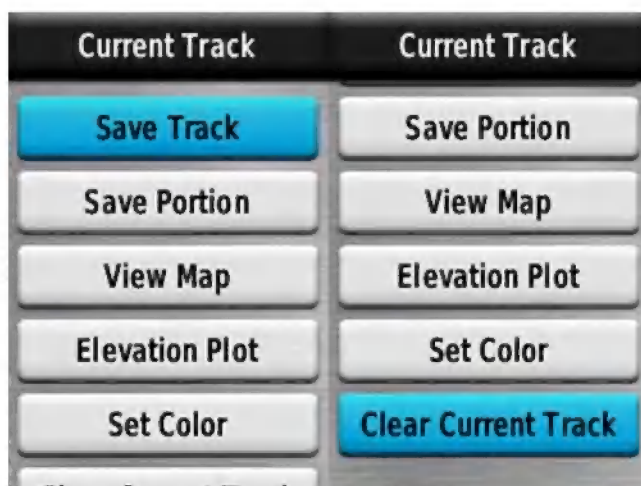 Current Track
Save Track
Save Portion
View Map
Elevation Plot
Set Color
Current Track
Save Portion
View Map
Elevation Plot
Set Color
Clear Current Track